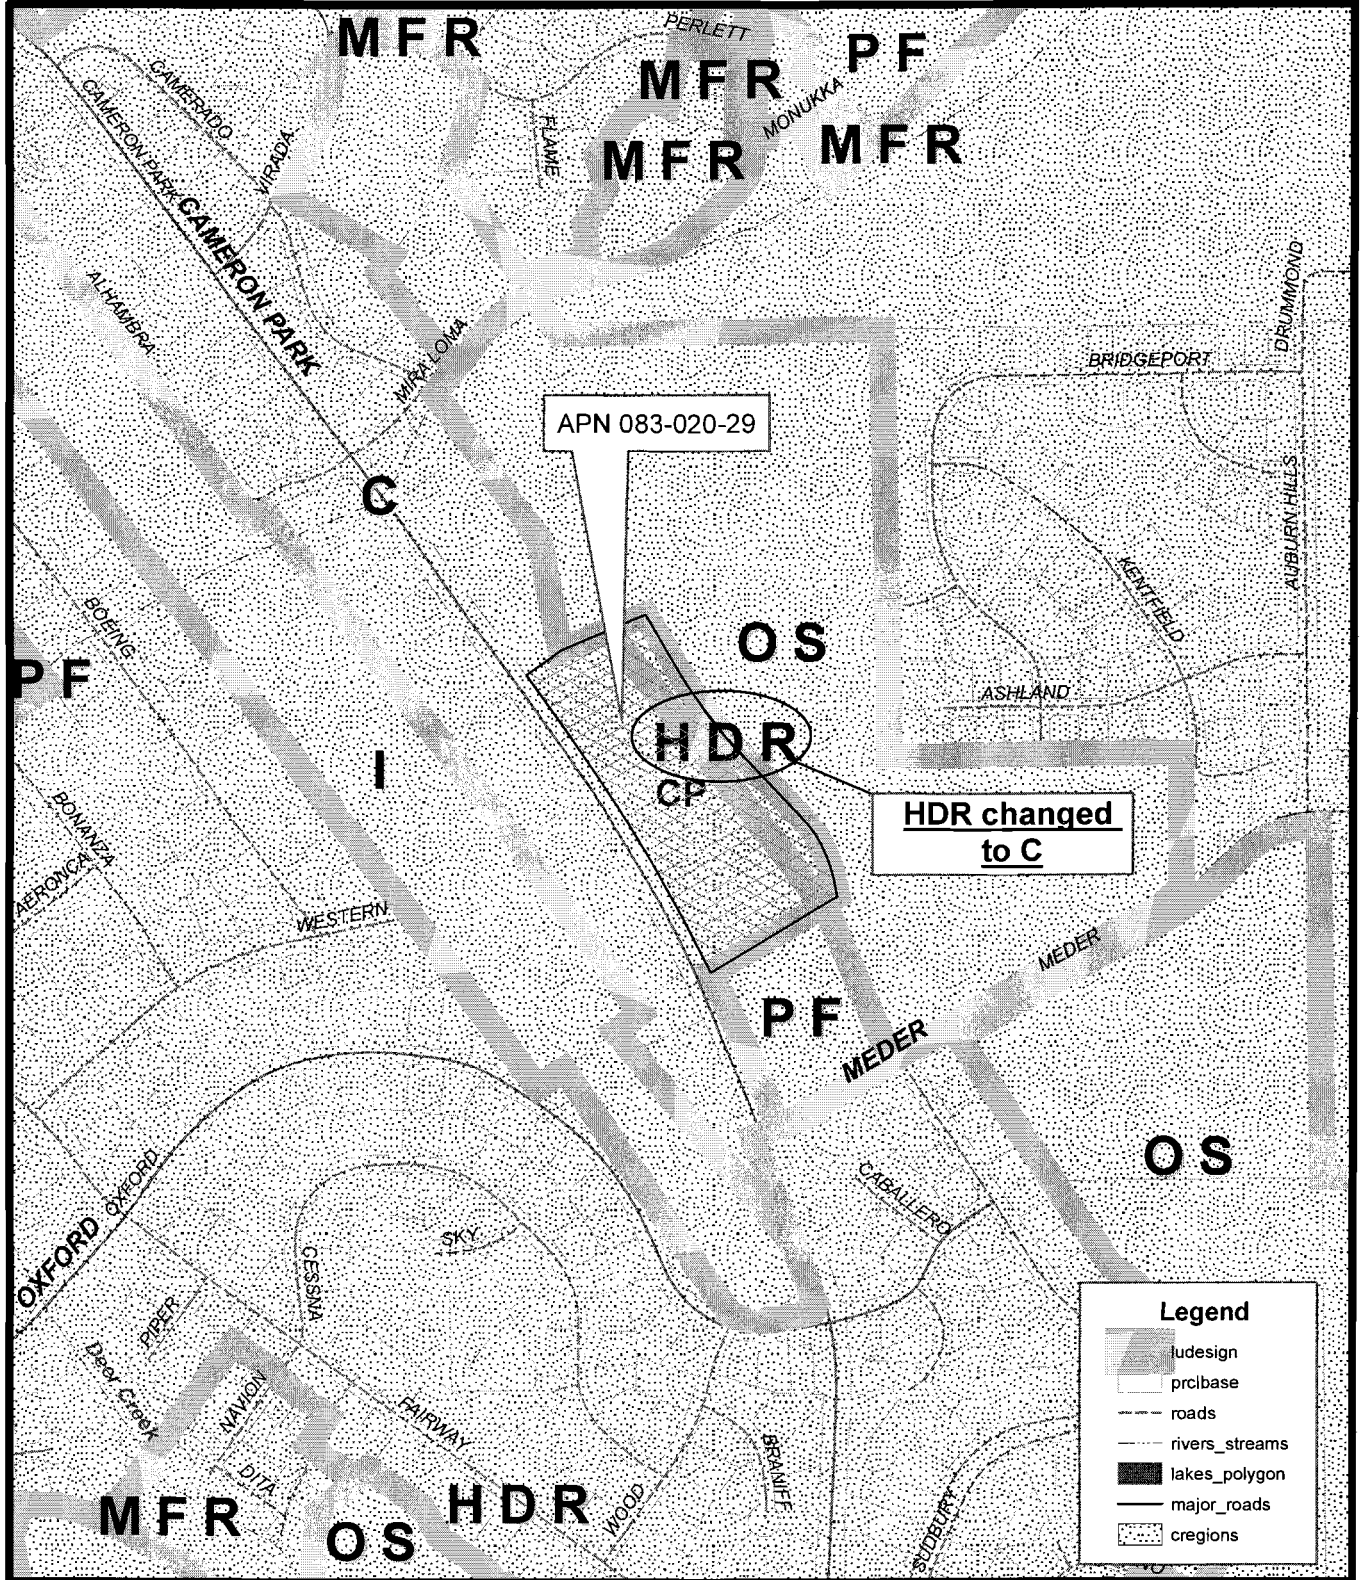 MFR
PERLETT
PF
MFR
CAMERADO
CAMERON PARK
MONUKKA
VIRADA
FLAME
MFR
MFR
CAMERON PARK
ALHAMBRA
DRUMMOND
MIRALOMA
BRIDGEPORT
APN 083-020-29
C
AUBURN HILLS
KENTFIELD
BOEING
OS
PF
ASHLAND
HDR
I
CP
HDR changed
to C
BONANZA
AERONCA
WESTERN
MEDER
PF
MEDER
OS
OXFORD
CABALLERO
OXFORD
SKY
CESSNA
PIPER
Deer Creek
NAVION
FAIRWAY
DITA
BRANIFF
MFR
OS
HDR
WOOD
SUDBURY
Legend
ludesign
prclbase
roads
rivers_streams
lakes_polygon
major_roads
cregions